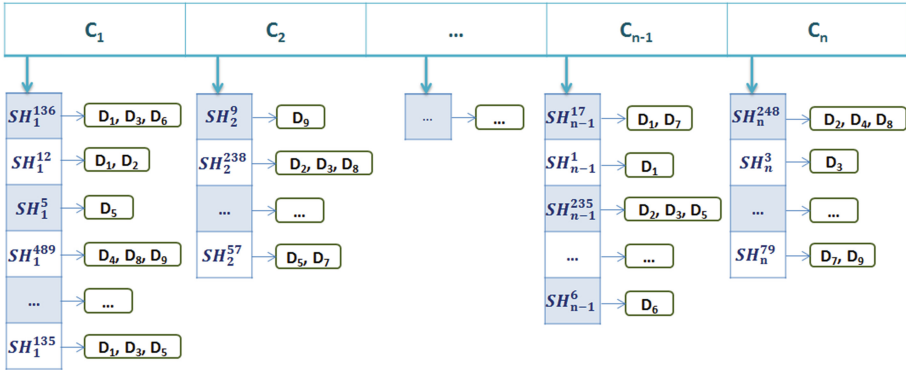 C1 C2 ... Cn-1 Cn
SH1^136 D1, D3, D6
SH1^12 D1, D2
SH1^5 D5
SH1^489 D4, D8, D9
... ...
SH1^135 D1, D3, D5
SH2^9 D9
SH2^238 D2, D3, D8
... ...
SH2^57 D5, D7
... ...
SHn-1^17 D1, D7
SHn-1^1 D1
SHn-1^235 D2, D3, D5
... ...
SHn-1^6 D6
SHn^248 D2, D4, D8
SHn^3 D3
... ...
SHn^79 D7, D9